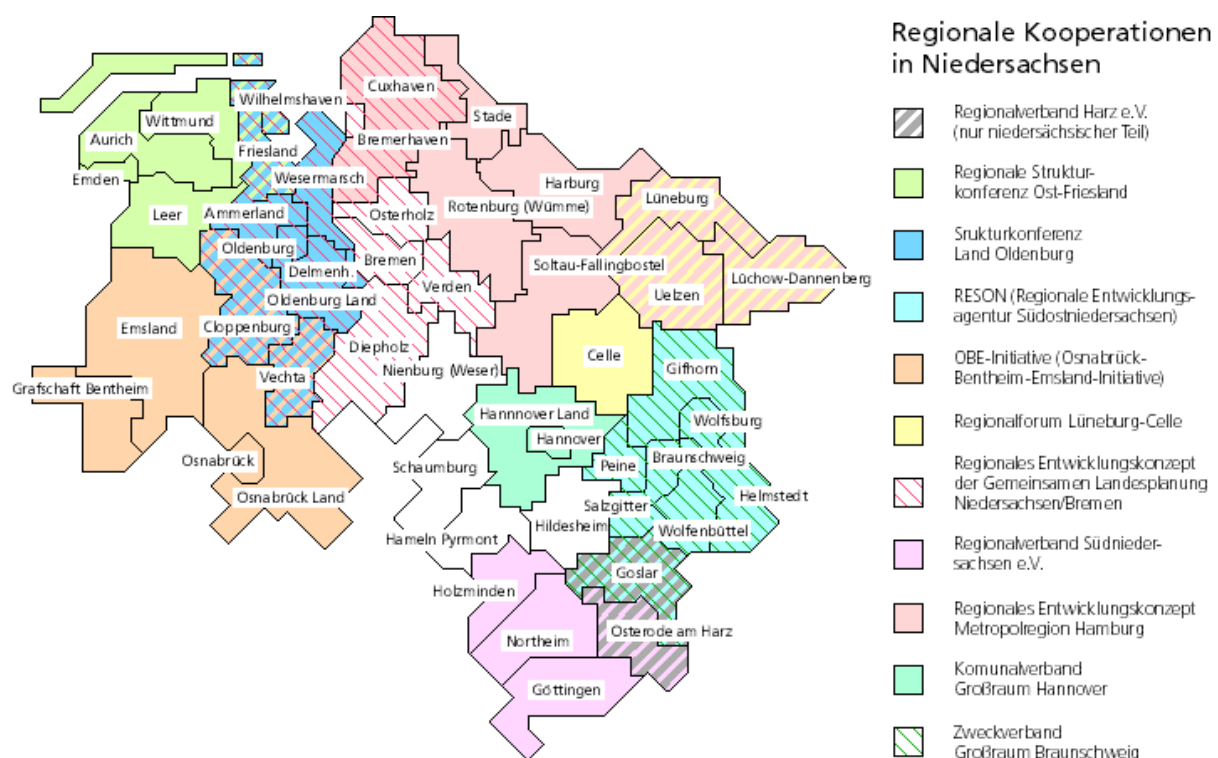 Regionale Kooperationen
in Niedersachsen
Regionalverband Harz e.V.
(nur niedersächsischer Teil)
Regionale Struktur-
konferenz Ost-Friesland
Srukturkonferenz
Land Oldenburg
RESON (Regionale Entwicklungs-
agentur Südostniedersachsen)
OBE-Initiative (Osnabrück-
Bentheim-Emsland-Initiative)
Regionalforum Lüneburg-Celle
Regionales Entwicklungskonzept
der Gemeinsamen Landesplanung
Niedersachsen/Bremen
Regionalverband Südnieder-
sachsen e.V.
Regionales Entwicklungskonzept
Metropolregion Hamburg
Komunalverband
Großraum Hannover
Zweckverband
Großraum Braunschweig
Cuxhaven
Wilhelmshaven
Wittmund
Stade
Aurich
Bremerhaven
Friesland
Emden
Wesermarsch
Harburg
Lüneburg
Leer
Ammerland
Osterholz
Rotenburg (Wümme)
Oldenburg
Bremen
Delmenh.
Soltau-Fallingbostel
Lüchow-Dannenberg
Verden
Uelzen
Oldenburg Land
Emsland
Cloppenburg
Diepholz
Celle
Nienburg (Weser)
Gifhorn
Vechta
Grafschaft Bentheim
Hannnover Land
Wolfsburg
Hannover
Braunschweig
Osnabrück
Schaumburg
Peine
Osnabrück Land
Helmstedt
Salzgitter
Hildesheim
Wolfenbüttel
Hameln Pyrmont
Goslar
Holzminden
Osterode am Harz
Northeim
Göttingen